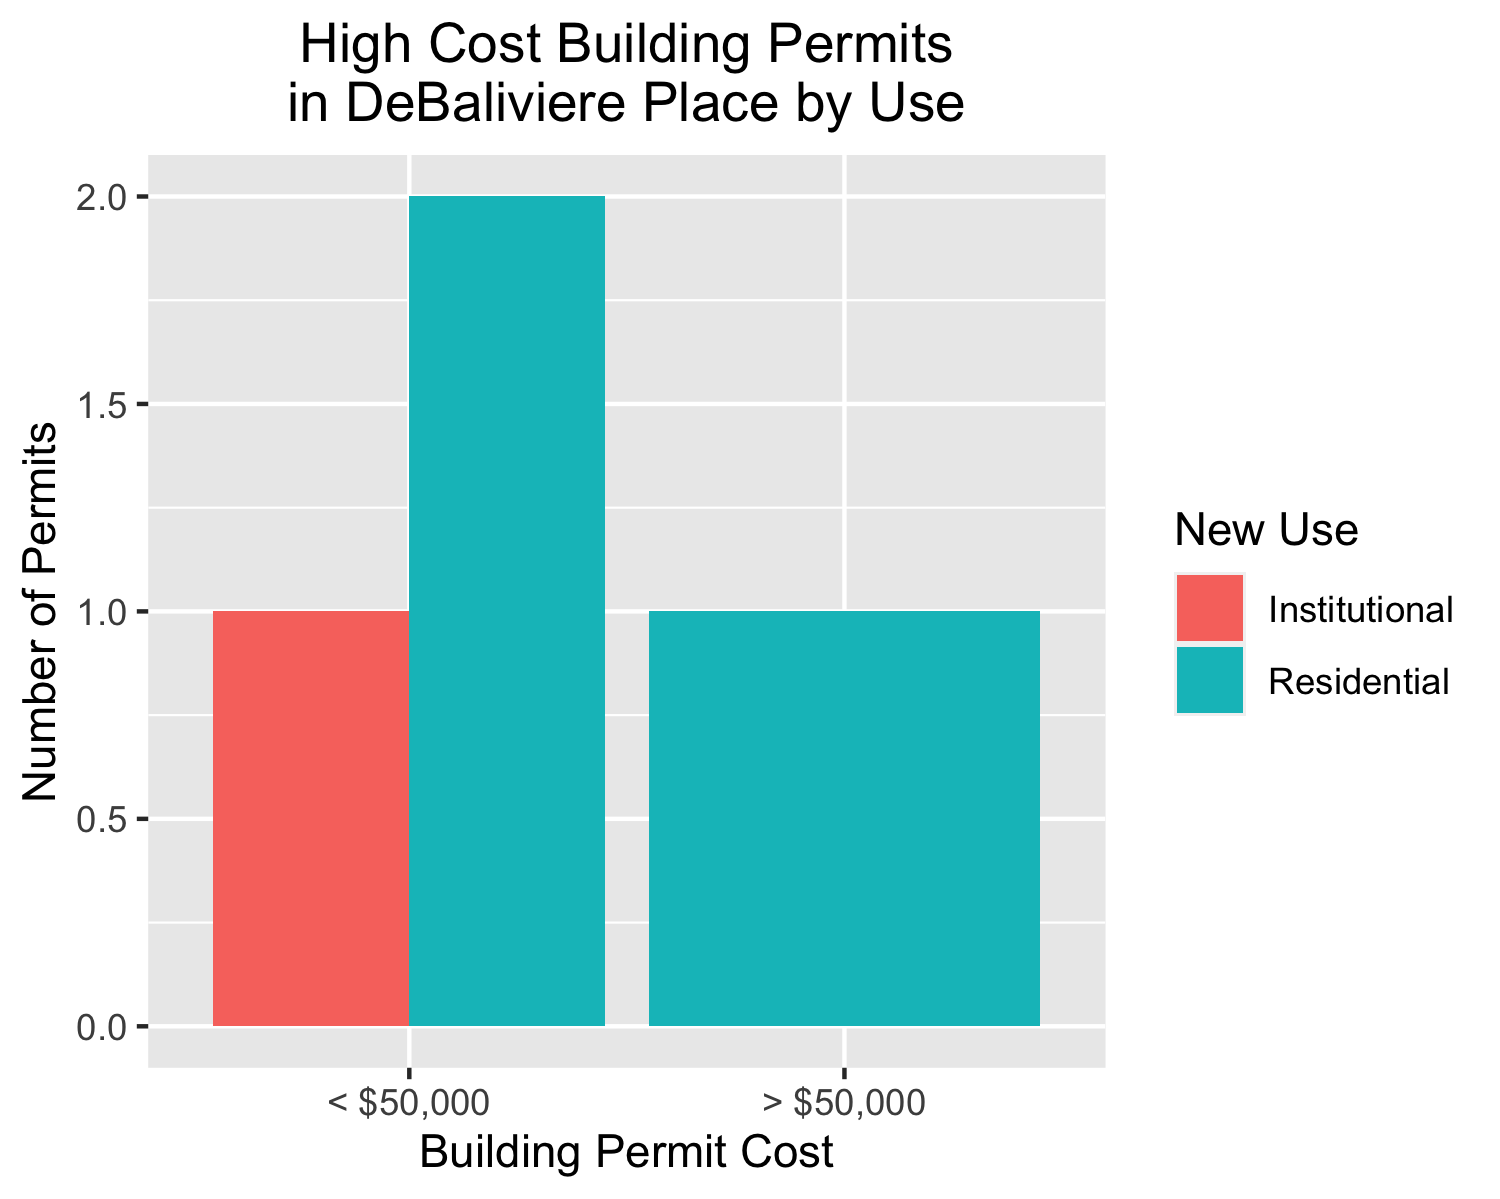 High Cost Building Permits
in DeBaliviere Place by Use
Number of Permits
2.0
1.5
1.0
0.5
0.0
< $50,000
> $50,000
Building Permit Cost
New Use
Institutional
Residential